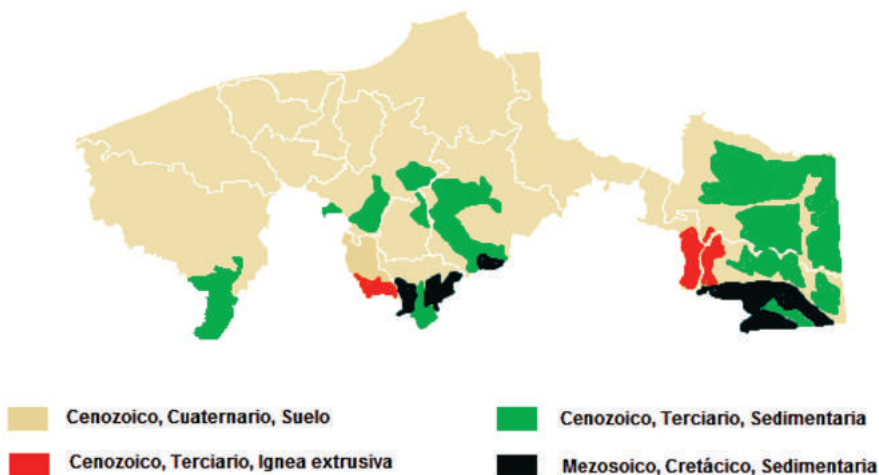 Cenozoico, Cuaternario, Suelo
Cenozoico, Terciario, Sedimentaria
Cenozoico, Terciario, Ignea extrusiva
Mezosoico, Cretácico, Sedimentaria